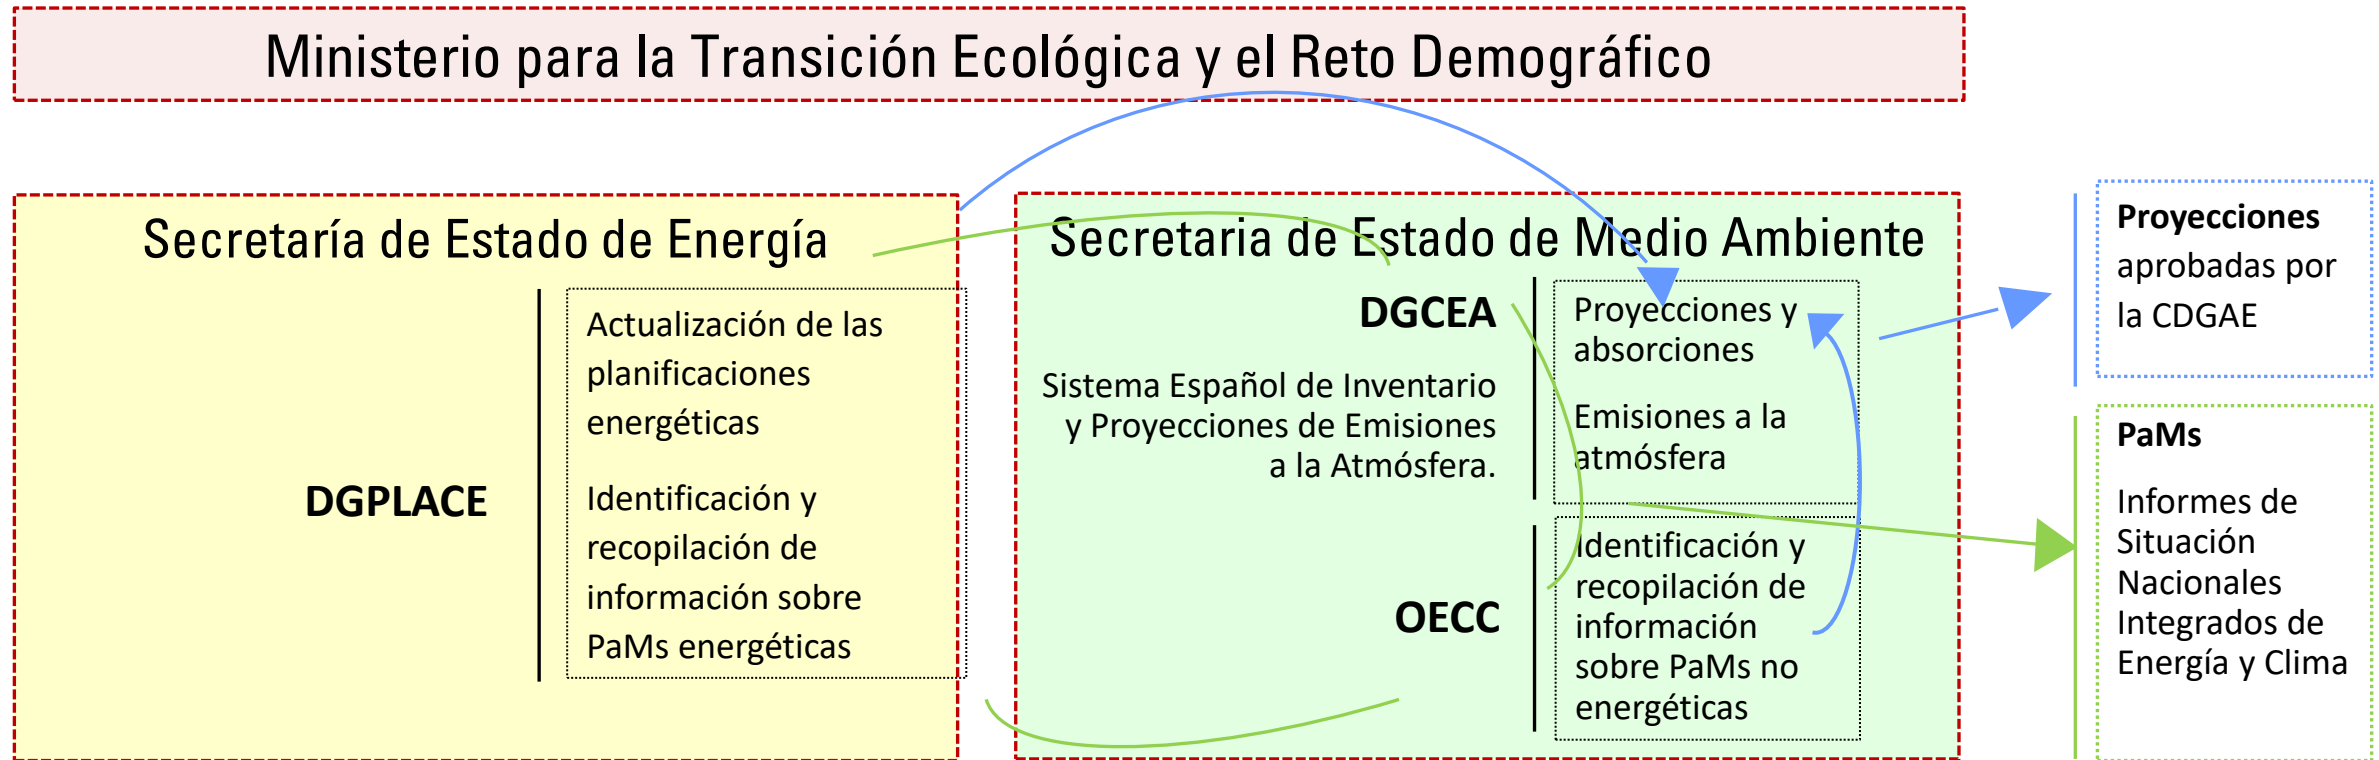 Ministerio para la Transición Ecológica y el Reto Demográfico
Secretaría de Estado de Energía
DGPLACE
Actualización de las
planificaciones
energéticas
Identificación y
recopilación de
información sobre
PaMs energéticas
Secretaria de Estado de Medio Ambiente
DGCEA
Sistema Español de Inventario
y Proyecciones de Emisiones
a la Atmósfera.
Proyecciones y
absorciones
Emisiones a la
atmósfera
OECC
Identificación y
recopilación de
información
sobre PaMs no
energéticas
Proyecciones
aprobadas por
la CDGAE
PaMs
Informes de
Situación
Nacionales
Integrados de
Energía y Clima